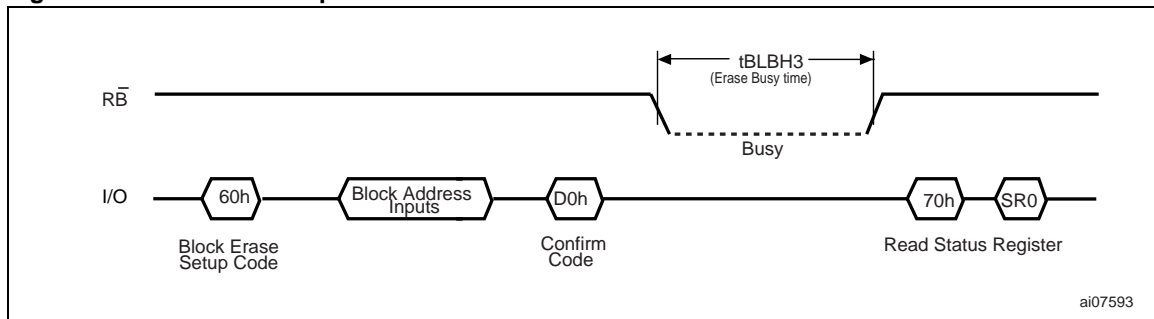 tBLBH3
(Erase Busy time)
RB̅
Busy
I/O
60h
Block Address
Inputs
D0h
70h
SR0
Block Erase
Setup Code
Confirm
Code
Read Status Register
ai07593